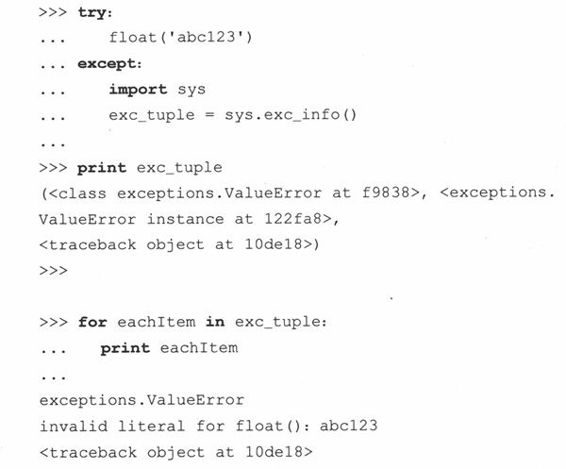 >>> try:
...    float('abc123')
... except:
...    import sys
...    exc_tuple = sys.exc_info()
...
>>> print exc_tuple
(<class exceptions.ValueError at f9838>, <exceptions.
ValueError instance at 122fa8>,
<traceback object at 10de18>)
>>>
>>> for eachItem in exc_tuple:
...   print eachItem
...
exceptions.ValueError
invalid literal for float(): abc123
<traceback object at 10de18>